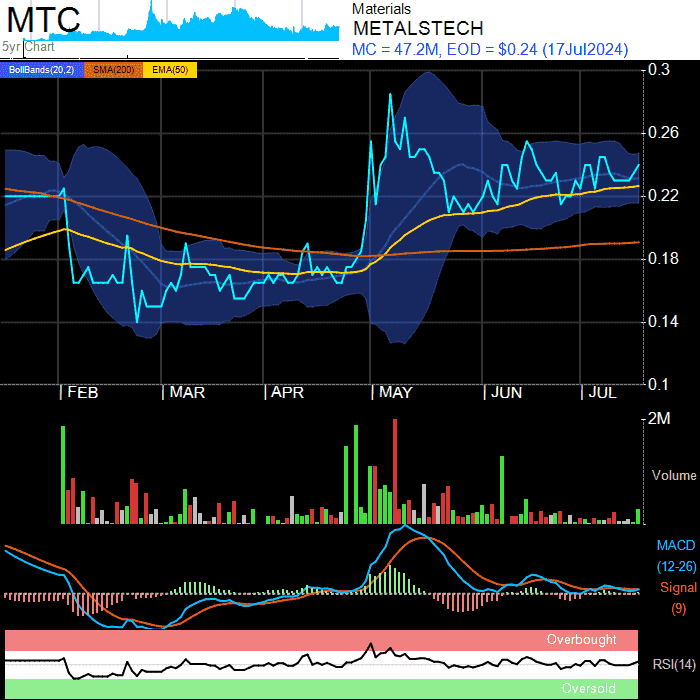 MTC
5yr Chart
Materials
METALSTECH
MC = 47.2M, EOD = $0.24 (17Jul2024)
BollBands(20,2) SMA(200) EMA(50)
0.3
0.26
0.22
0.18
0.14
0.1
FEB MAR APR MAY JUN JUL
2M
Volume
MACD
(12-26)
Signal
(9)
Overbought
RSI(14)
Oversold